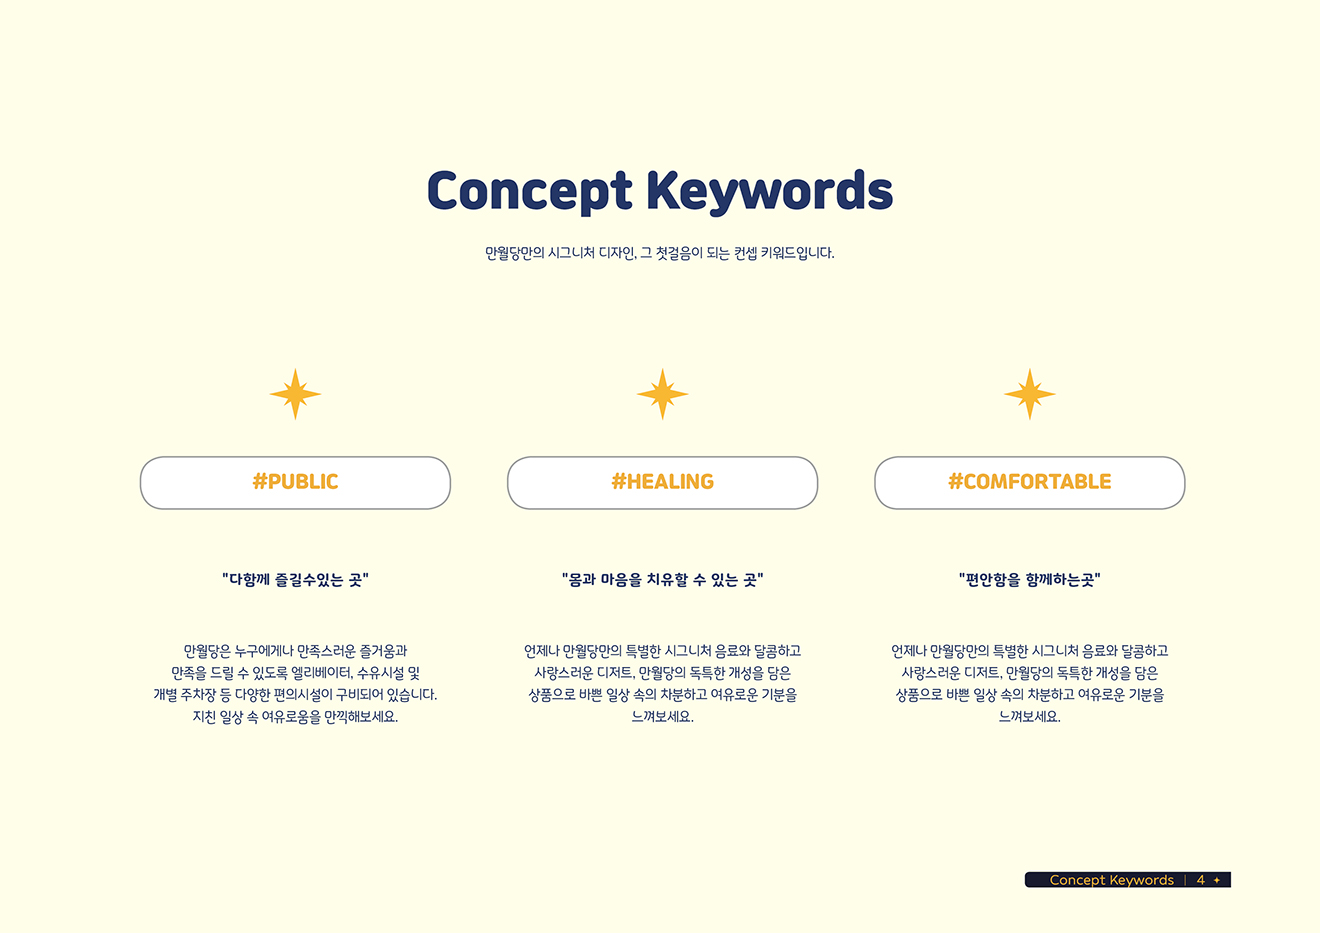 Concept Keywords
만월당만의 시그니처 디자인, 그 첫걸음이 되는 컨셉 키워드입니다.
#PUBLIC
"다함께 즐길수있는 곳"
만월당은 누구에게나 만족스러운 즐거움과
만족을 드릴 수 있도록 엘리베이터, 수유시설 및
개별 주차장 등 다양한 편의시설이 구비되어 있습니다.
지친 일상 속 여유로움을 만끽해보세요.
#HEALING
"몸과 마음을 치유할 수 있는 곳"
언제나 만월당만의 특별한 시그니처 음료와 달콤하고
사랑스러운 디저트, 만월당의 독특한 개성을 담은
상품으로 바쁜 일상 속의 차분하고 여유로운 기분을
느껴보세요.
#COMFORTABLE
"편안함을 함께하는곳"
언제나 만월당만의 특별한 시그니처 음료와 달콤하고
사랑스러운 디저트, 만월당의 독특한 개성을 담은
상품으로 바쁜 일상 속의 차분하고 여유로운 기분을
느껴보세요.
Concept Keywords | 4